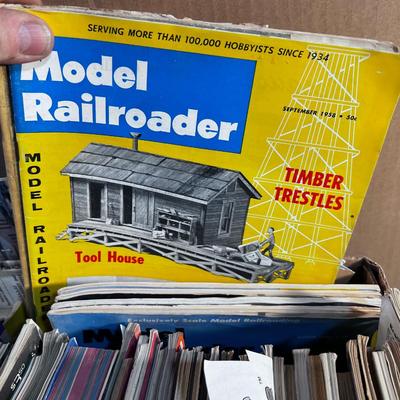 SERVING MORE THAN 100,000 HOBBYISTS SINCE 1934
Model
Railroader
SEPTEMBER 1958 • 50c
MODEL RAILROADER
TIMBER
TRESTLES
Tool House
Exclusively Scale Model Railroading